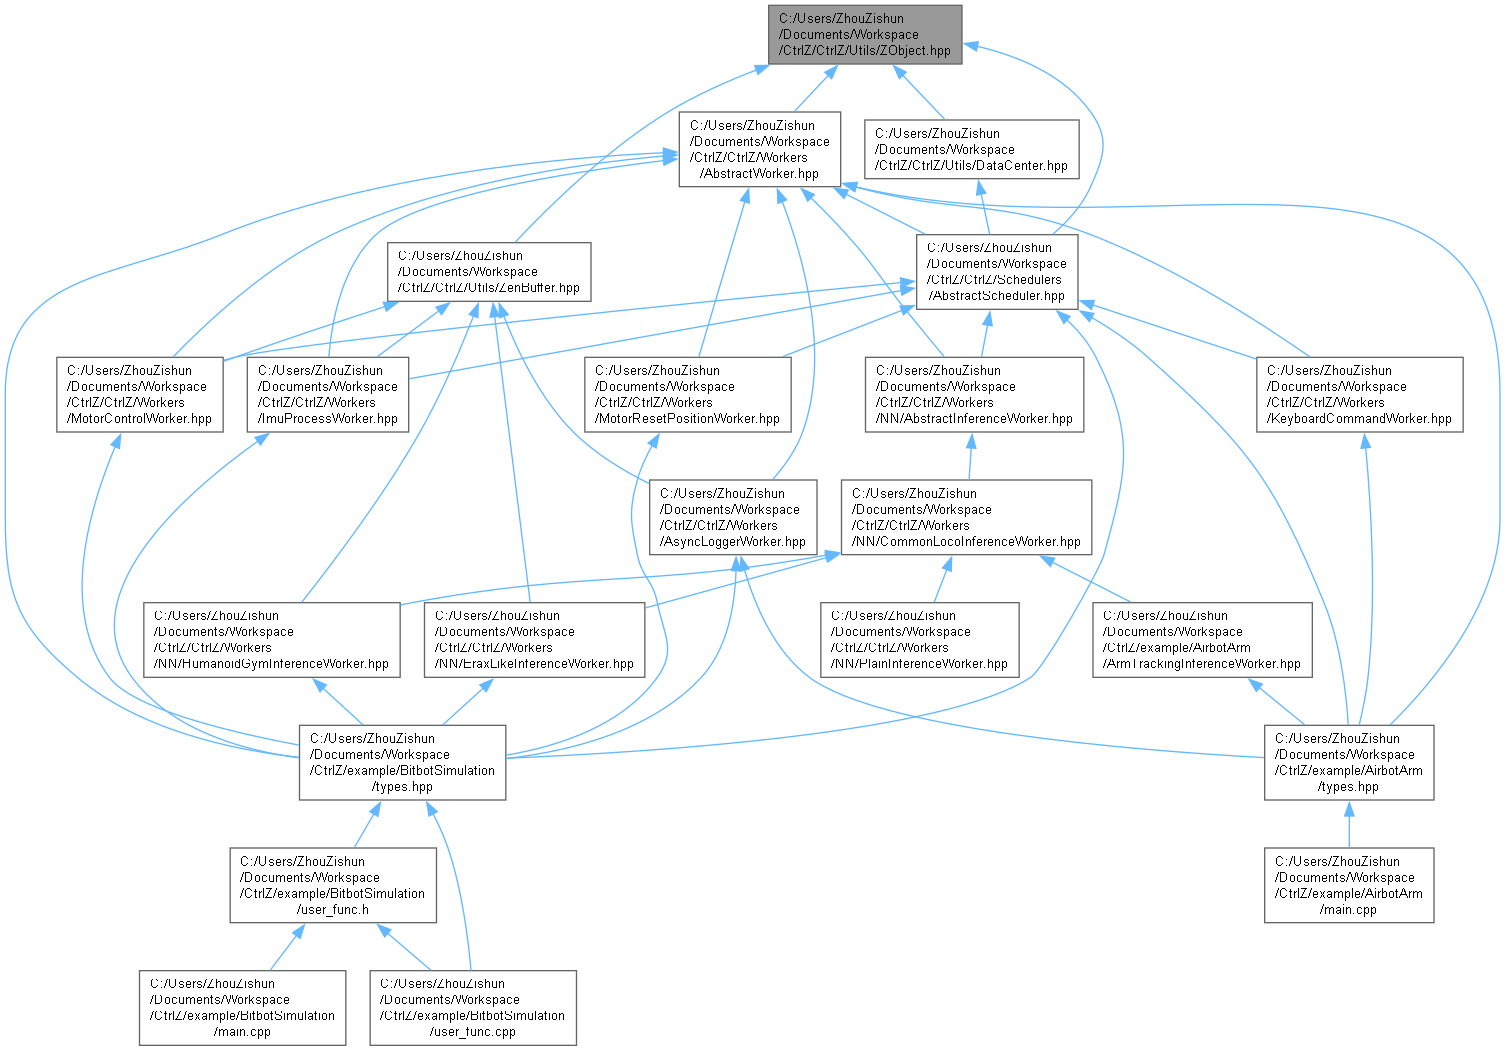 C:/Users/ZhouZishun
/Documents/Workspace
/CtrlZ/CtrlZ/Utils/ZObject.hpp
C:/Users/ZhouZishun
/Documents/Workspace
/CtrlZ/CtrlZ/Workers
/AbstractWorker.hpp
C:/Users/ZhouZishun
/Documents/Workspace
/CtrlZ/CtrlZ/Utils/DataCenter.hpp
C:/Users/ZhouZishun
/Documents/Workspace
/CtrlZ/CtrlZ/Utils/ZenBuffer.hpp
C:/Users/ZhouZishun
/Documents/Workspace
/CtrlZ/CtrlZ/Schedulers
/AbstractScheduler.hpp
C:/Users/ZhouZishun
/Documents/Workspace
/CtrlZ/CtrlZ/Workers
/MotorControlWorker.hpp
C:/Users/ZhouZishun
/Documents/Workspace
/CtrlZ/CtrlZ/Workers
/ImuProcessWorker.hpp
C:/Users/ZhouZishun
/Documents/Workspace
/CtrlZ/CtrlZ/Workers
/MotorResetPositionWorker.hpp
C:/Users/ZhouZishun
/Documents/Workspace
/CtrlZ/CtrlZ/Workers
/NN/AbstractInferenceWorker.hpp
C:/Users/ZhouZishun
/Documents/Workspace
/CtrlZ/CtrlZ/Workers
/KeyboardCommandWorker.hpp
C:/Users/ZhouZishun
/Documents/Workspace
/CtrlZ/CtrlZ/Workers
/AsyncLoggerWorker.hpp
C:/Users/ZhouZishun
/Documents/Workspace
/CtrlZ/CtrlZ/Workers
/NN/CommonLocoInferenceWorker.hpp
C:/Users/ZhouZishun
/Documents/Workspace
/CtrlZ/CtrlZ/Workers
/NN/HumanoidGymInferenceWorker.hpp
C:/Users/ZhouZishun
/Documents/Workspace
/CtrlZ/CtrlZ/Workers
/NN/EraxLikeInferenceWorker.hpp
C:/Users/ZhouZishun
/Documents/Workspace
/CtrlZ/CtrlZ/Workers
/NN/PlainInferenceWorker.hpp
C:/Users/ZhouZishun
/Documents/Workspace
/CtrlZ/example/AirbotArm
/ArmTrackingInferenceWorker.hpp
C:/Users/ZhouZishun
/Documents/Workspace
/CtrlZ/example/BitbotSimulation
/types.hpp
C:/Users/ZhouZishun
/Documents/Workspace
/CtrlZ/example/AirbotArm
/types.hpp
C:/Users/ZhouZishun
/Documents/Workspace
/CtrlZ/example/BitbotSimulation
/user_func.h
C:/Users/ZhouZishun
/Documents/Workspace
/CtrlZ/example/AirbotArm
/main.cpp
C:/Users/ZhouZishun
/Documents/Workspace
/CtrlZ/example/BitbotSimulation
/main.cpp
C:/Users/ZhouZishun
/Documents/Workspace
/CtrlZ/example/BitbotSimulation
/user_func.cpp